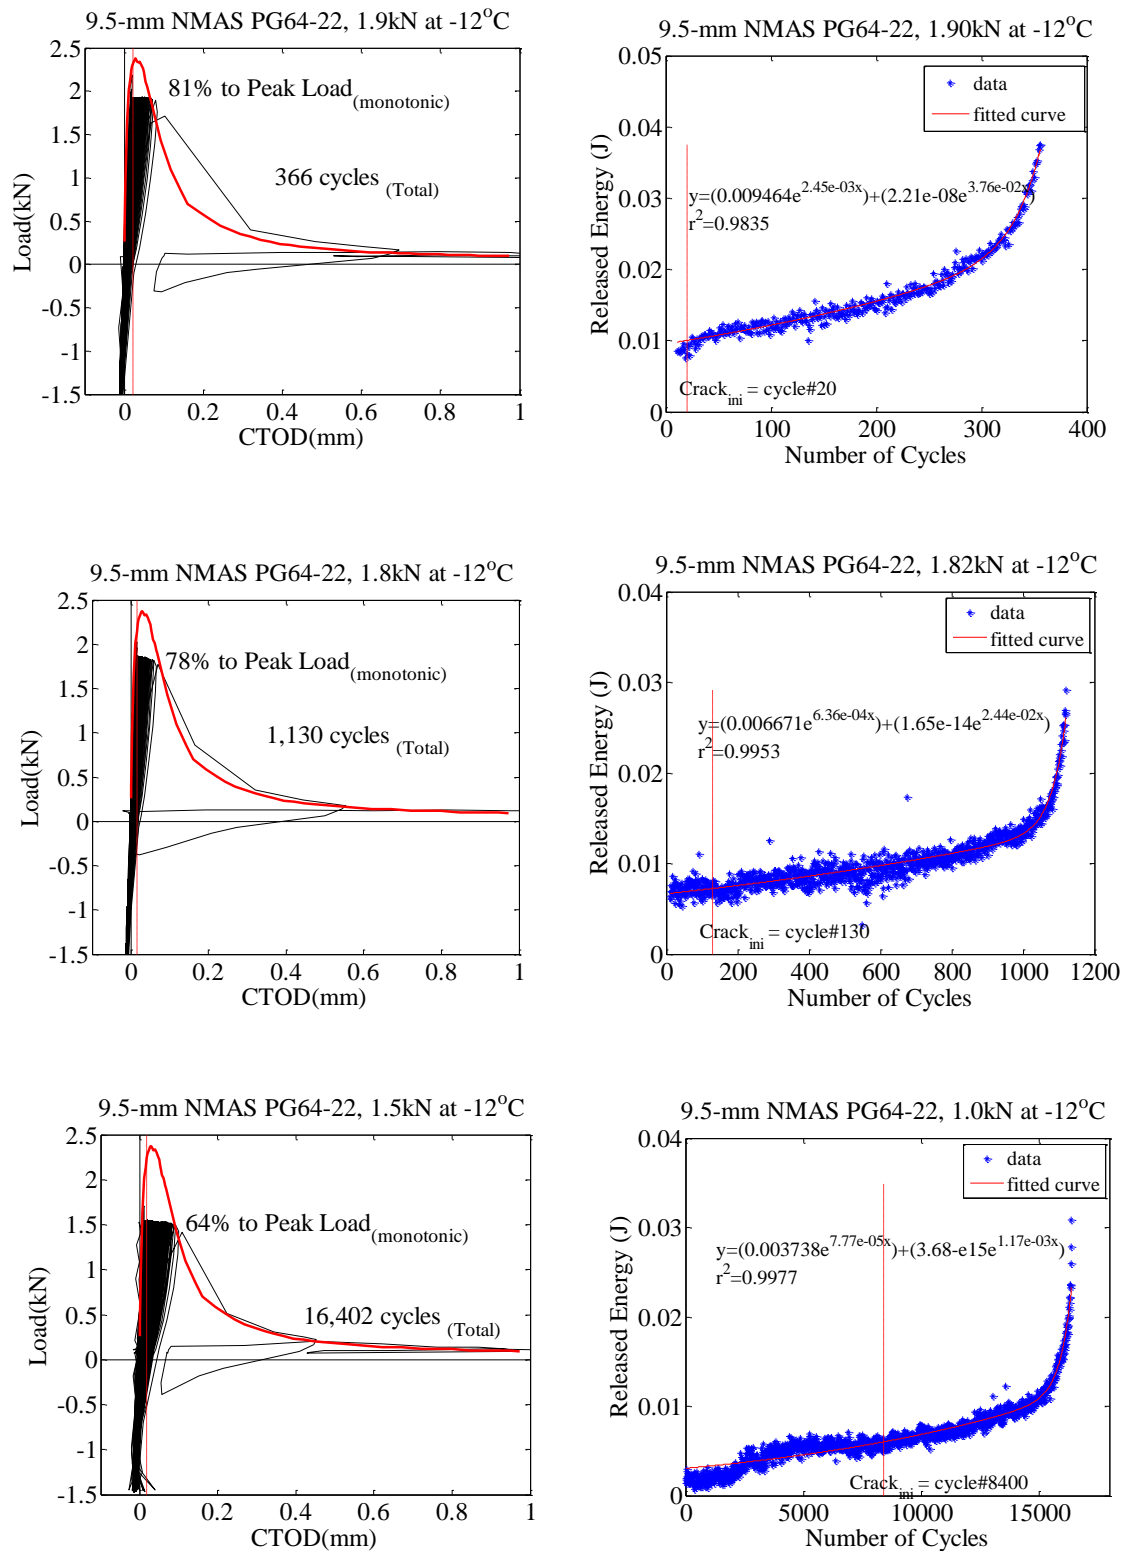 9.5-mm NMAS PG64-22, 1.9kN at -12°C
2.5
2
1.5
1
0.5
0
-0.5
-1
-1.5
Load(kN)
81% to Peak Load(monotonic)
366 cycles (Total)
0 0.2 0.4 0.6 0.8 1
CTOD(mm)
9.5-mm NMAS PG64-22, 1.90kN at -12°C
0.05
0.04
0.03
0.02
0.01
0
Released Energy (J)
data
fitted curve
y=(0.009464e^2.45e-03x)+(2.21e-08e^3.76e-02x)
r²=0.9835
Crack_ini = cycle#20
100 200 300 400
Number of Cycles
9.5-mm NMAS PG64-22, 1.8kN at -12°C
2.5
2
1.5
1
0.5
0
-0.5
-1
-1.5
Load(kN)
78% to Peak Load(monotonic)
1,130 cycles (Total)
0 0.2 0.4 0.6 0.8 1
CTOD(mm)
9.5-mm NMAS PG64-22, 1.82kN at -12°C
0.04
0.03
0.02
0.01
0
Released Energy (J)
data
fitted curve
y=(0.006671e^6.36e-04x)+(1.65e-14e^2.44e-02x)
r²=0.9953
Crack_ini = cycle#130
0 200 400 600 800 1000 1200
Number of Cycles
9.5-mm NMAS PG64-22, 1.5kN at -12°C
2.5
2
1.5
1
0.5
0
-0.5
-1
-1.5
Load(kN)
64% to Peak Load(monotonic)
16,402 cycles (Total)
0 0.2 0.4 0.6 0.8 1
CTOD(mm)
9.5-mm NMAS PG64-22, 1.0kN at -12°C
0.04
0.03
0.02
0.01
0
Released Energy (J)
data
fitted curve
y=(0.003738e^7.77e-05x)+(3.68-e15e^1.17e-03x)
r²=0.9977
Crack_ini = cycle#8400
0 5000 10000 15000
Number of Cycles